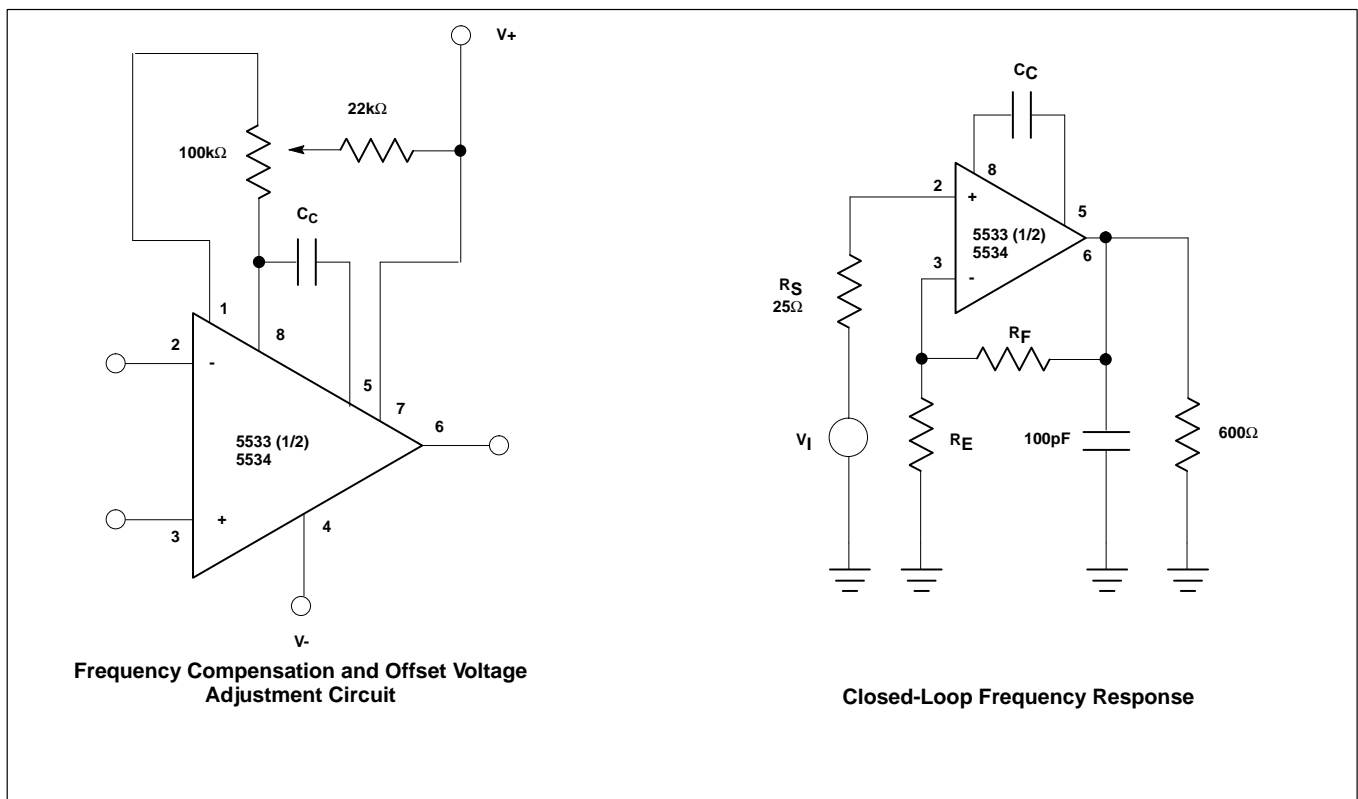 V+
22kΩ
100kΩ
CC
1
8
2
-
5
7
6
5533 (1/2)
5534
+
3
4
V-
Frequency Compensation and Offset Voltage
Adjustment Circuit
CC
8
2
+
5
5533 (1/2)
5534
6
3
-
RS
25Ω
RF
VI
RE
100pF
600Ω
Closed-Loop Frequency Response